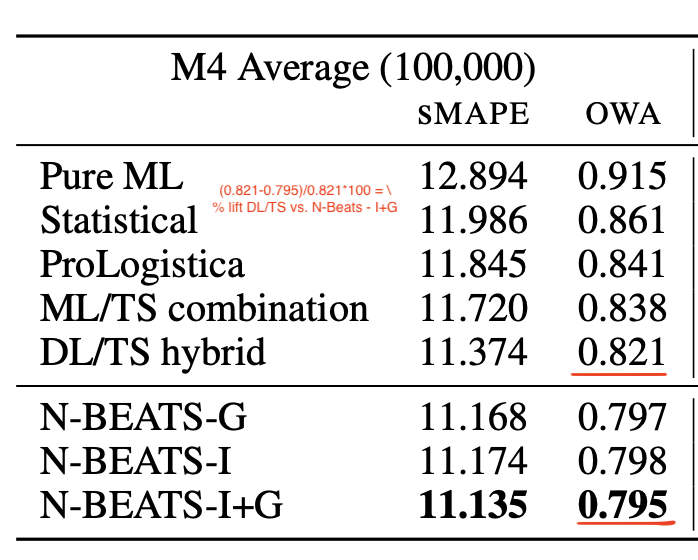 M4 Average (100,000)
SMAPE OWA
Pure ML 12.894 0.915
(0.821-0.795)/0.821*100 = \
% lift DL/TS vs. N-Beats - I+G
Statistical 11.986 0.861
ProLogistica 11.845 0.841
ML/TS combination 11.720 0.838
DL/TS hybrid 11.374 0.821
N-BEATS-G 11.168 0.797
N-BEATS-I 11.174 0.798
N-BEATS-I+G 11.135 0.795